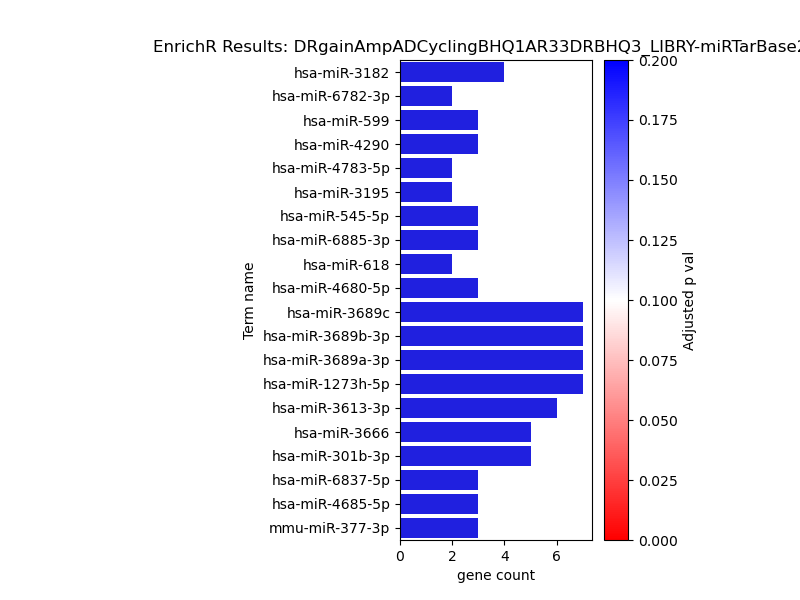 EnrichR Results: DRgainAmpADCyclingBHQ1AR33DRBHQ3_LIBRY-miRTarBase2
hsa-miR-3182
hsa-miR-6782-3p
hsa-miR-599
hsa-miR-4290
hsa-miR-4783-5p
hsa-miR-3195
hsa-miR-545-5p
hsa-miR-6885-3p
hsa-miR-618
hsa-miR-4680-5p
hsa-miR-3689c
hsa-miR-3689b-3p
hsa-miR-3689a-3p
hsa-miR-1273h-5p
hsa-miR-3613-3p
hsa-miR-3666
hsa-miR-301b-3p
hsa-miR-6837-5p
hsa-miR-4685-5p
mmu-miR-377-3p
Term name
0 2 4 6
gene count
0.200
0.175
0.150
0.125
0.100
0.075
0.050
0.025
0.000
Adjusted p val